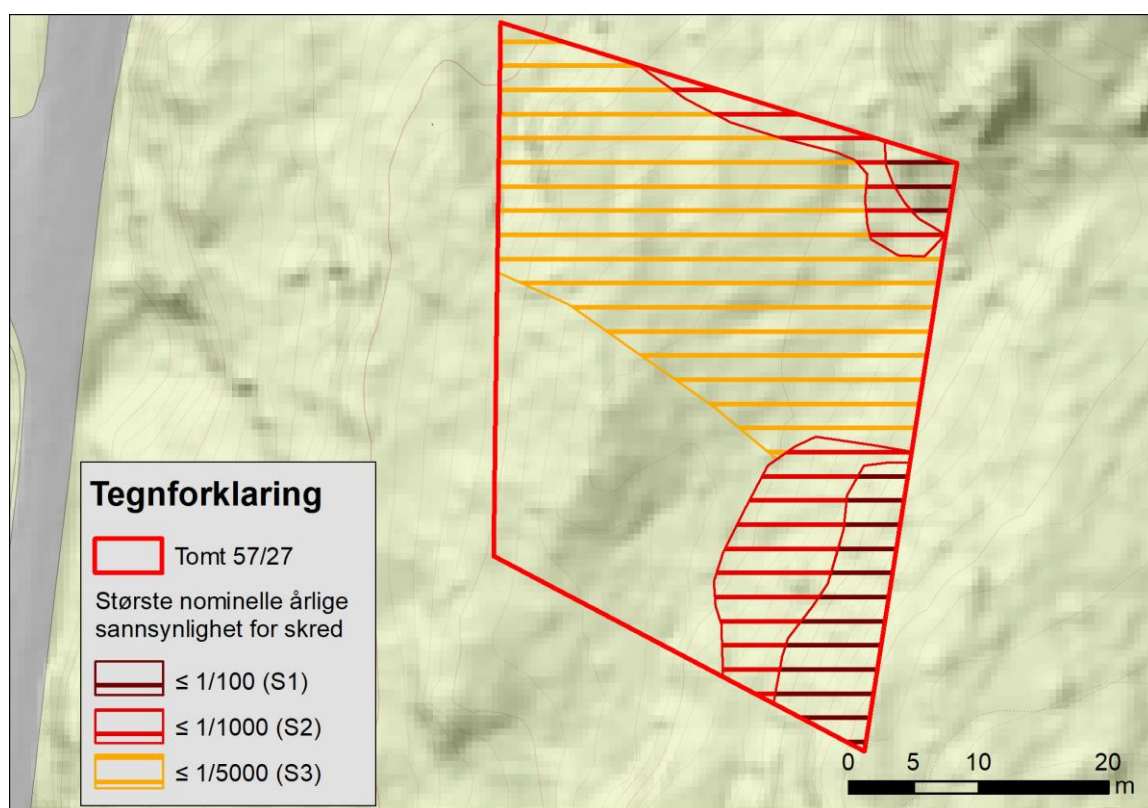 Tegnforklaring
Tomt 57/27
Største nominelle årlige
sannsynlighet for skred
≤ 1/100 (S1)
≤ 1/1000 (S2)
≤ 1/5000 (S3)
0 5 10 20
m